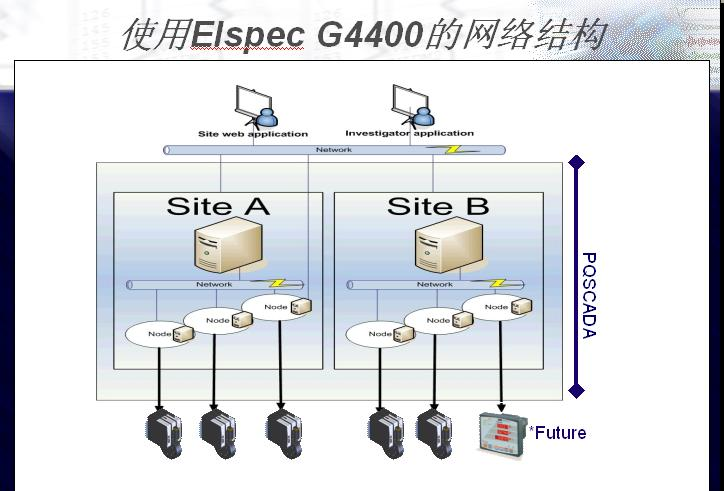 使用Elspec G4400的网络结构
Site web application
Investigator application
Network
Site A
Site B
Network
Network
Node
Node
Node
Node
Node
Node
PQSCADA
*Future